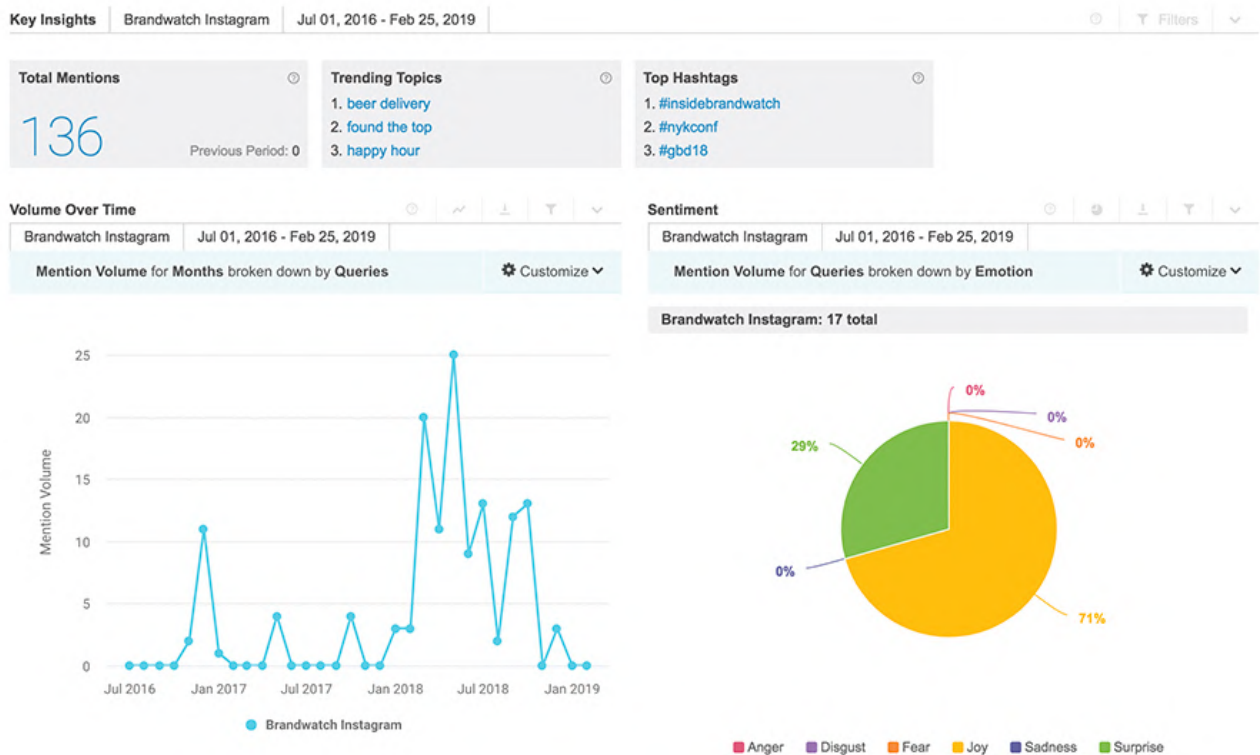 Key Insights Brandwatch Instagram Jul 01, 2016 - Feb 25, 2019 Filters
Total Mentions
136
Previous Period: 0
Trending Topics
1. beer delivery
2. found the top
3. happy hour
Top Hashtags
1. #insidebrandwatch
2. #nykconf
3. #gbd18
Volume Over Time
Brandwatch Instagram Jul 01, 2016 - Feb 25, 2019
Mention Volume for Months broken down by Queries Customize
Mention Volume
25
20
15
10
5
0
Jul 2016 Jan 2017 Jul 2017 Jan 2018 Jul 2018 Jan 2019
Brandwatch Instagram
Sentiment
Brandwatch Instagram Jul 01, 2016 - Feb 25, 2019
Mention Volume for Queries broken down by Emotion Customize
Brandwatch Instagram: 17 total
0%
0%
0%
29%
0%
71%
Anger Disgust Fear Joy Sadness Surprise